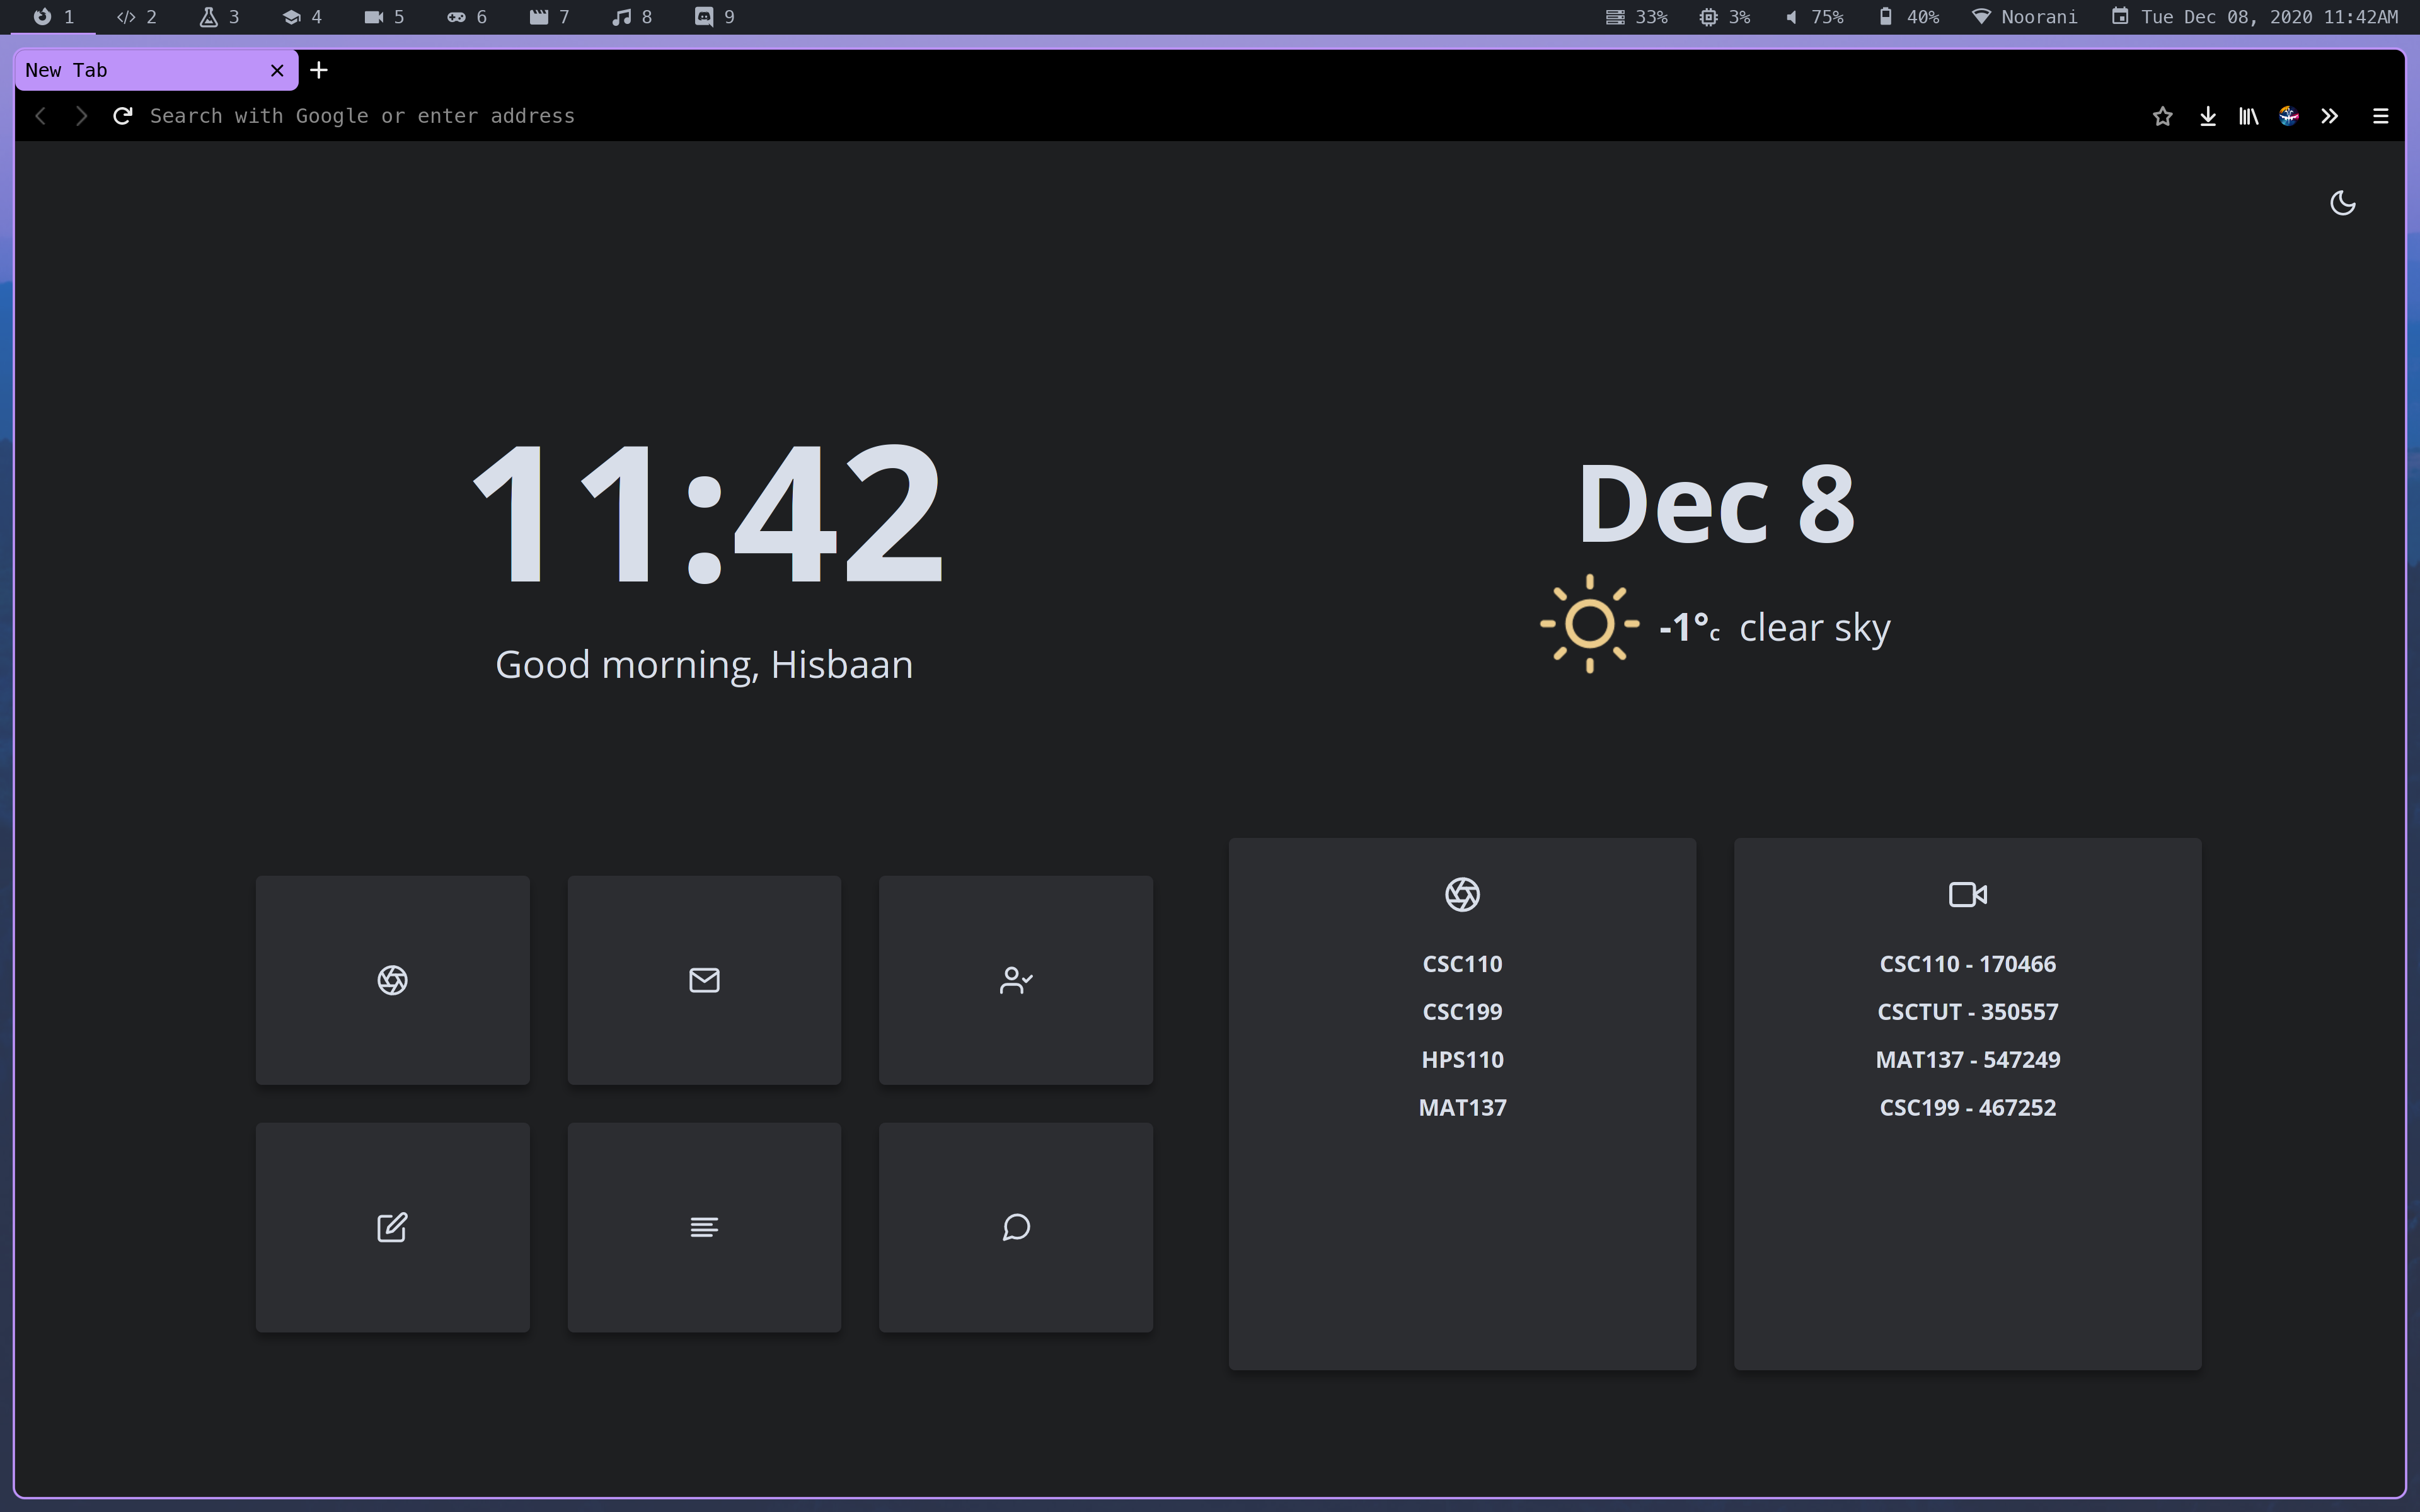 1 2 3 4 5 6 7 8 9 33% 3% 75% 40% Noorani Tue Dec 08, 2020 11:42AM
New Tab
Search with Google or enter address
11:42
Good morning, Hisbaan
Dec 8
-1°c clear sky
CSC110
CSC199
HPS110
MAT137
CSC110 - 170466
CSCTUT - 350557
MAT137 - 547249
CSC199 - 467252